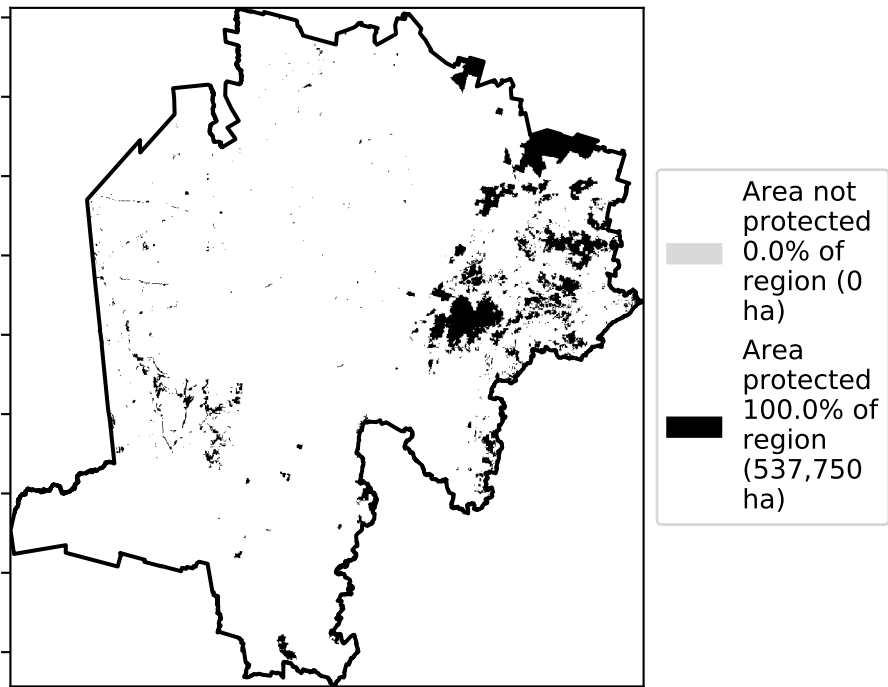 Area not
protected
0.0% of
region (0
ha)
Area
protected
100.0% of
region
(537,750
ha)